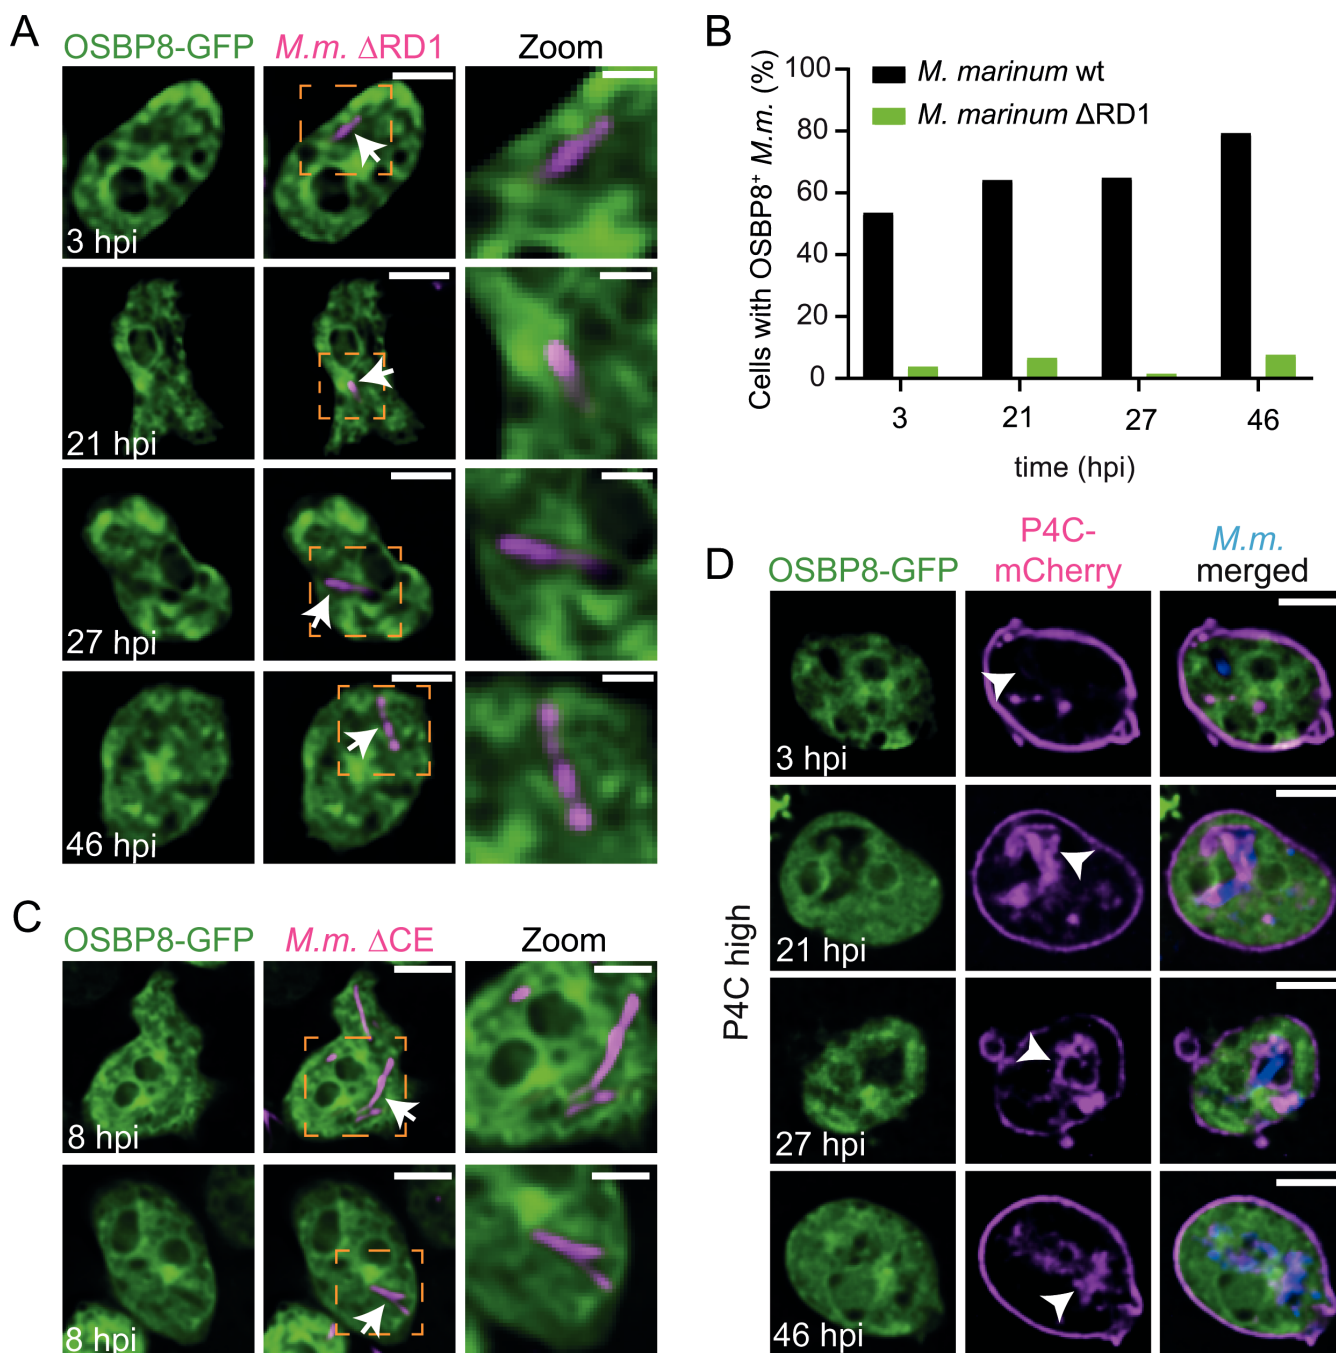 A
OSBP8-GFP
M.m. ΔRD1
Zoom
3 hpi
21 hpi
27 hpi
46 hpi
B
Cells with OSBP8+ M.m. (%)
100
80
60
40
20
0
M. marinum wt
M. marinum ΔRD1
3
21
27
46
time (hpi)
C
OSBP8-GFP
M.m. ΔCE
Zoom
8 hpi
8 hpi
D
OSBP8-GFP
P4C-
mCherry
M.m.
merged
P4C high
3 hpi
21 hpi
27 hpi
46 hpi